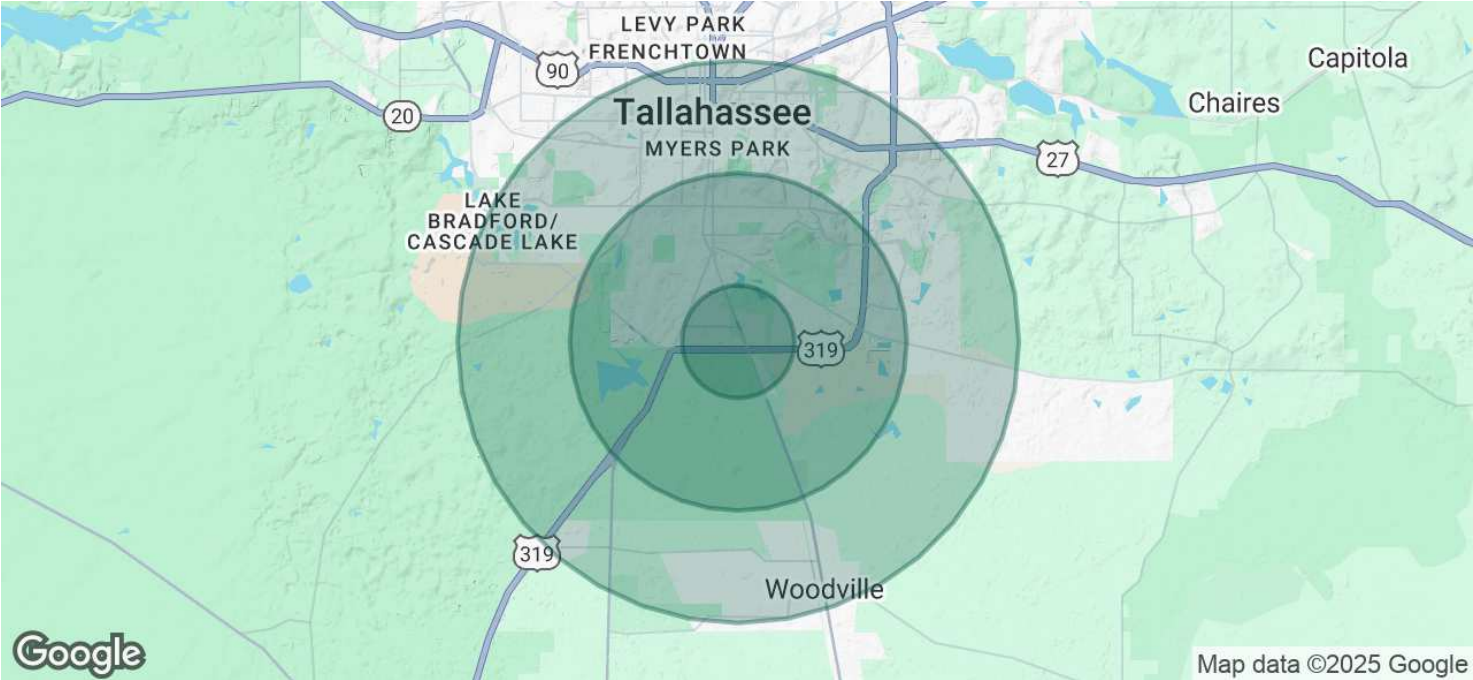 LEVY PARK
FRENCHTOWN
90
Capitola
20
Tallahassee
Chaires
MYERS PARK
27
LAKE
BRADFORD/
CASCADE LAKE
319
319
Woodville
Google
Map data ©2025 Google